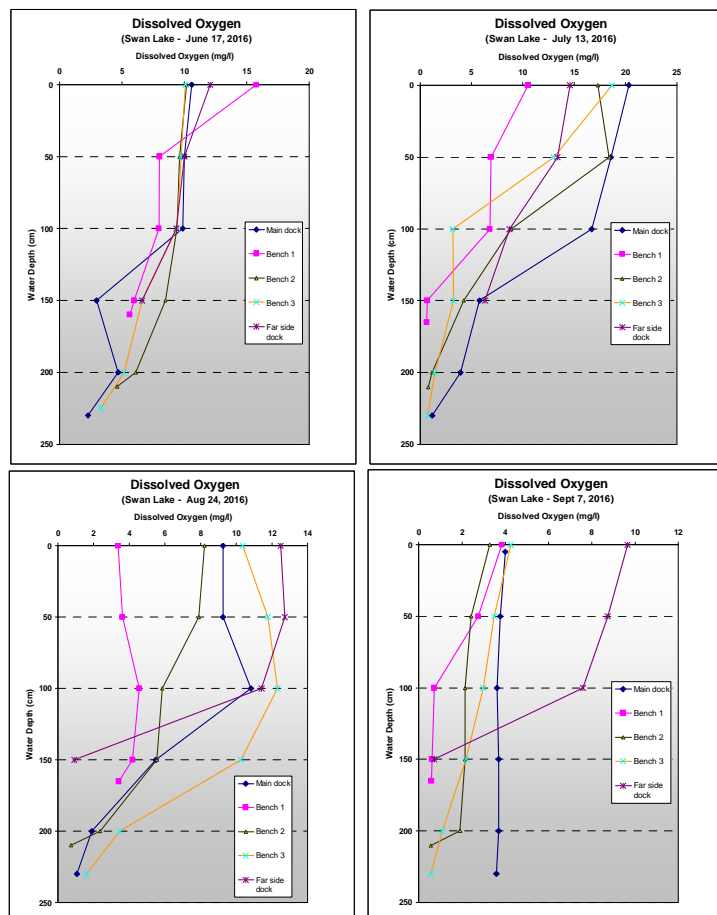 Dissolved Oxygen
(Swan Lake - June 17, 2016)
Dissolved Oxygen (mg/l)
0 5 10 15 20
0
50
100
150
200
250
Water Depth (cm)
Main dock
Bench 1
Bench 2
Bench 3
Far side
dock
Dissolved Oxygen
(Swan Lake - July 13, 2016)
Dissolved Oxygen (mg/l)
0 5 10 15 20 25
0
50
100
150
200
250
Water Depth (cm)
Main dock
Bench 1
Bench 2
Bench 3
Far side
dock
Dissolved Oxygen
(Swan Lake - Aug 24, 2016)
Dissolved Oxygen (mg/l)
0 2 4 6 8 10 12 14
0
50
100
150
200
250
Water Depth (cm)
Main dock
Bench 1
Bench 2
Bench 3
Far side
dock
Dissolved Oxygen
(Swan Lake - Sept 7, 2016)
Dissolved Oxygen (mg/l)
0 2 4 6 8 10 12
0
50
100
150
200
250
Water Depth (cm)
Main dock
Bench 1
Bench 2
Bench 3
Far side
dock